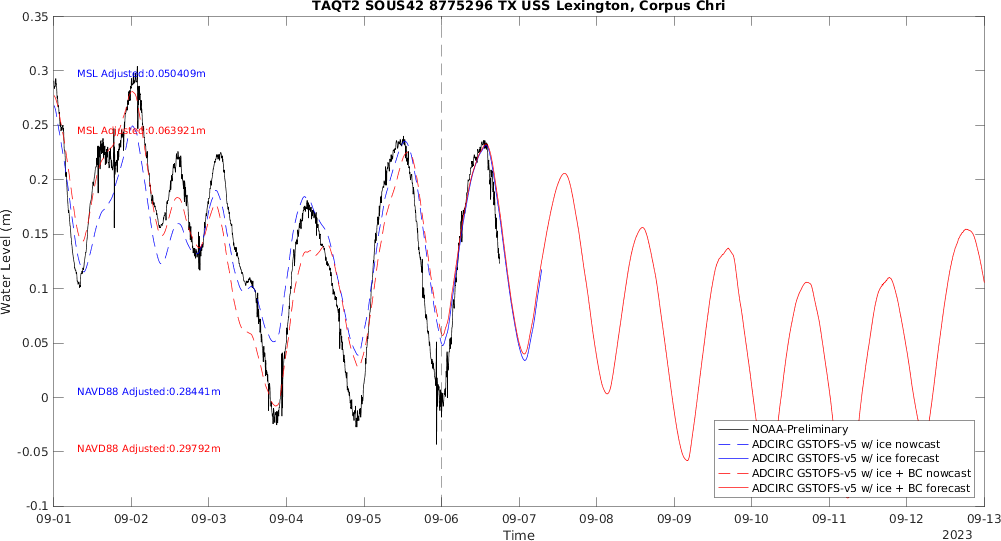 TAQT2 SOUS42 8775296 TX USS Lexington, Corpus Chri
0.35
0.3
0.25
0.2
0.15
0.1
0.05
0
-0.05
-0.1
Water Level (m)
MSL Adjusted:0.050409m
MSL Adjusted:0.063921m
NAVD88 Adjusted:0.28441m
NAVD88 Adjusted:0.29792m
NOAA-Preliminary
ADCIRC GSTOFS-v5 w/ ice nowcast
ADCIRC GSTOFS-v5 w/ ice forecast
ADCIRC GSTOFS-v5 w/ ice + BC nowcast
ADCIRC GSTOFS-v5 w/ ice + BC forecast
09-01 09-02 09-03 09-04 09-05 09-06 09-07 09-08 09-09 09-10 09-11 09-12 09-13
Time
2023